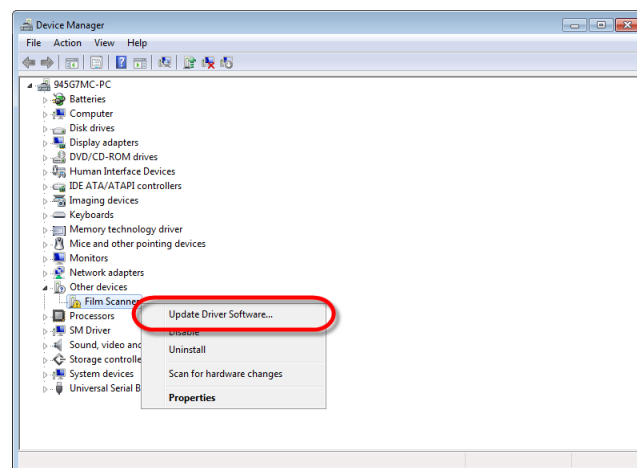 Device Manager
File Action View Help
945G7MC-PC
Batteries
Computer
Disk drives
Display adapters
DVD/CD-ROM drives
Human Interface Devices
IDE ATA/ATAPI controllers
Imaging devices
Keyboards
Memory technology driver
Mice and other pointing devices
Monitors
Network adapters
Other devices
Film Scanner
Processors
SM Driver
Sound, video and
Storage controlle
System devices
Universal Serial B
Update Driver Software...
Disable
Uninstall
Scan for hardware changes
Properties